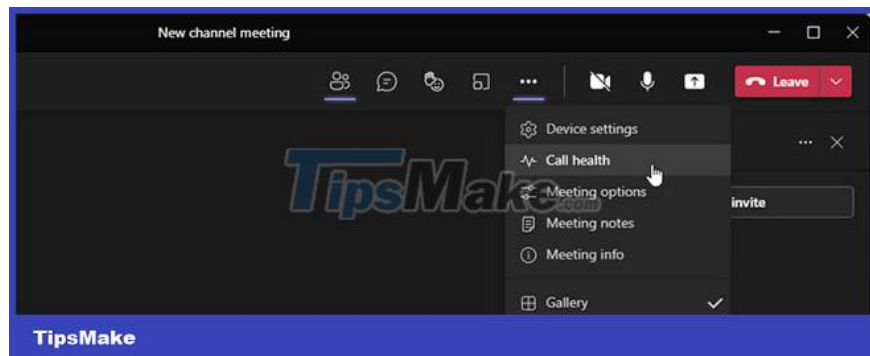 New channel meeting
Leave
Device settings
Call health
Meeting options
invite
Meeting notes
Meeting info
Gallery
TipsMake.com
TipsMake